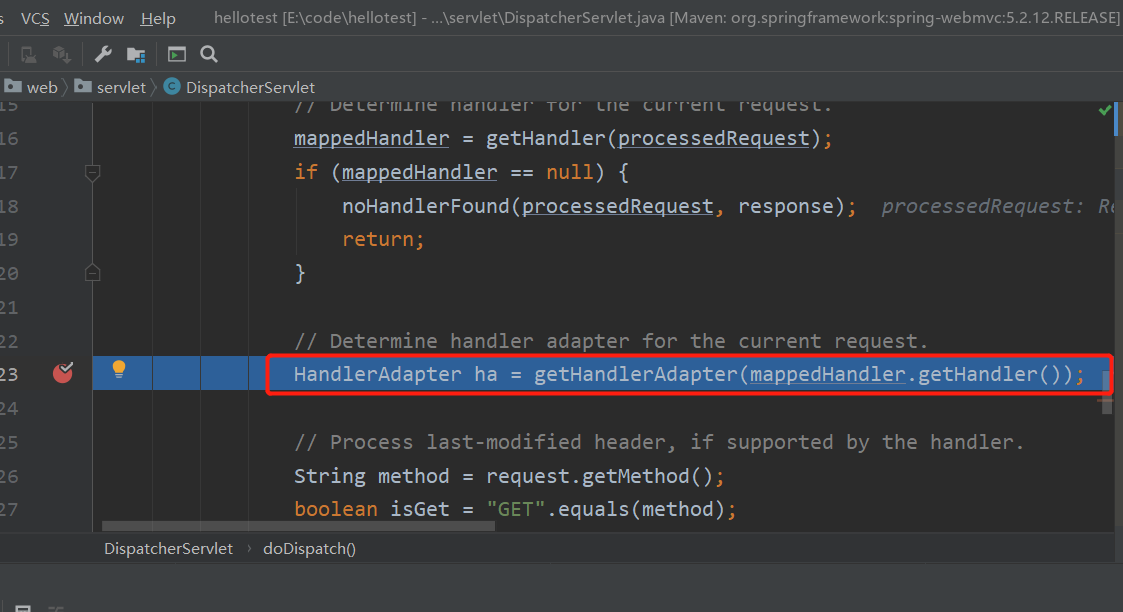 VCS Window Help hellotest [E:\code\hellotest] - ...\servlet\DispatcherServlet.java [Maven: org.springframework:spring-webmvc:5.2.12.RELEASE]
web servlet C DispatcherServlet
15 // Determine handler for the current request.
16 mappedHandler = getHandler(processedRequest);
17 if (mappedHandler == null) {
18 noHandlerFound(processedRequest, response); processedRequest: Re
19 return;
20 }
21
22 // Determine handler adapter for the current request.
23 HandlerAdapter ha = getHandlerAdapter(mappedHandler.getHandler());
24
25 // Process last-modified header, if supported by the handler.
26 String method = request.getMethod();
27 boolean isGet = "GET".equals(method);
DispatcherServlet › doDispatch()